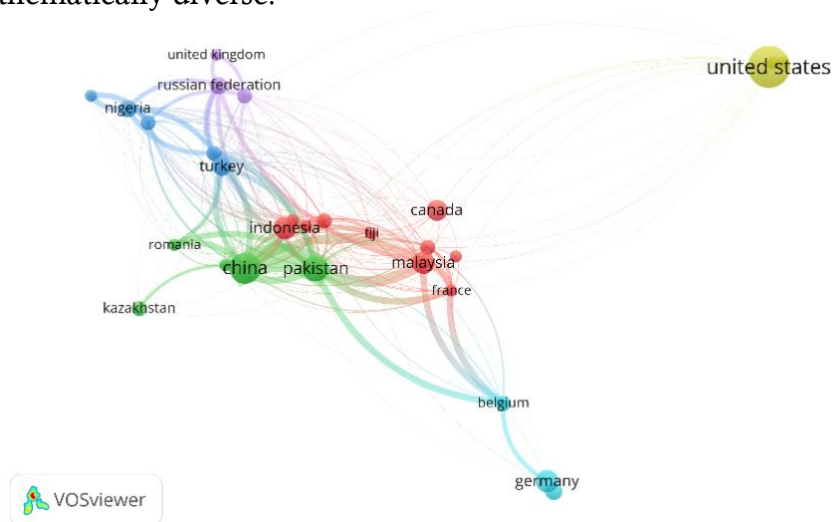 thematically diverse.
united kingdom
united states
russian federation
nigeria
turkey
canada
indonesia
fiji
romania
china
pakistan
malaysia
france
kazakhstan
belgium
germany
VOSviewer